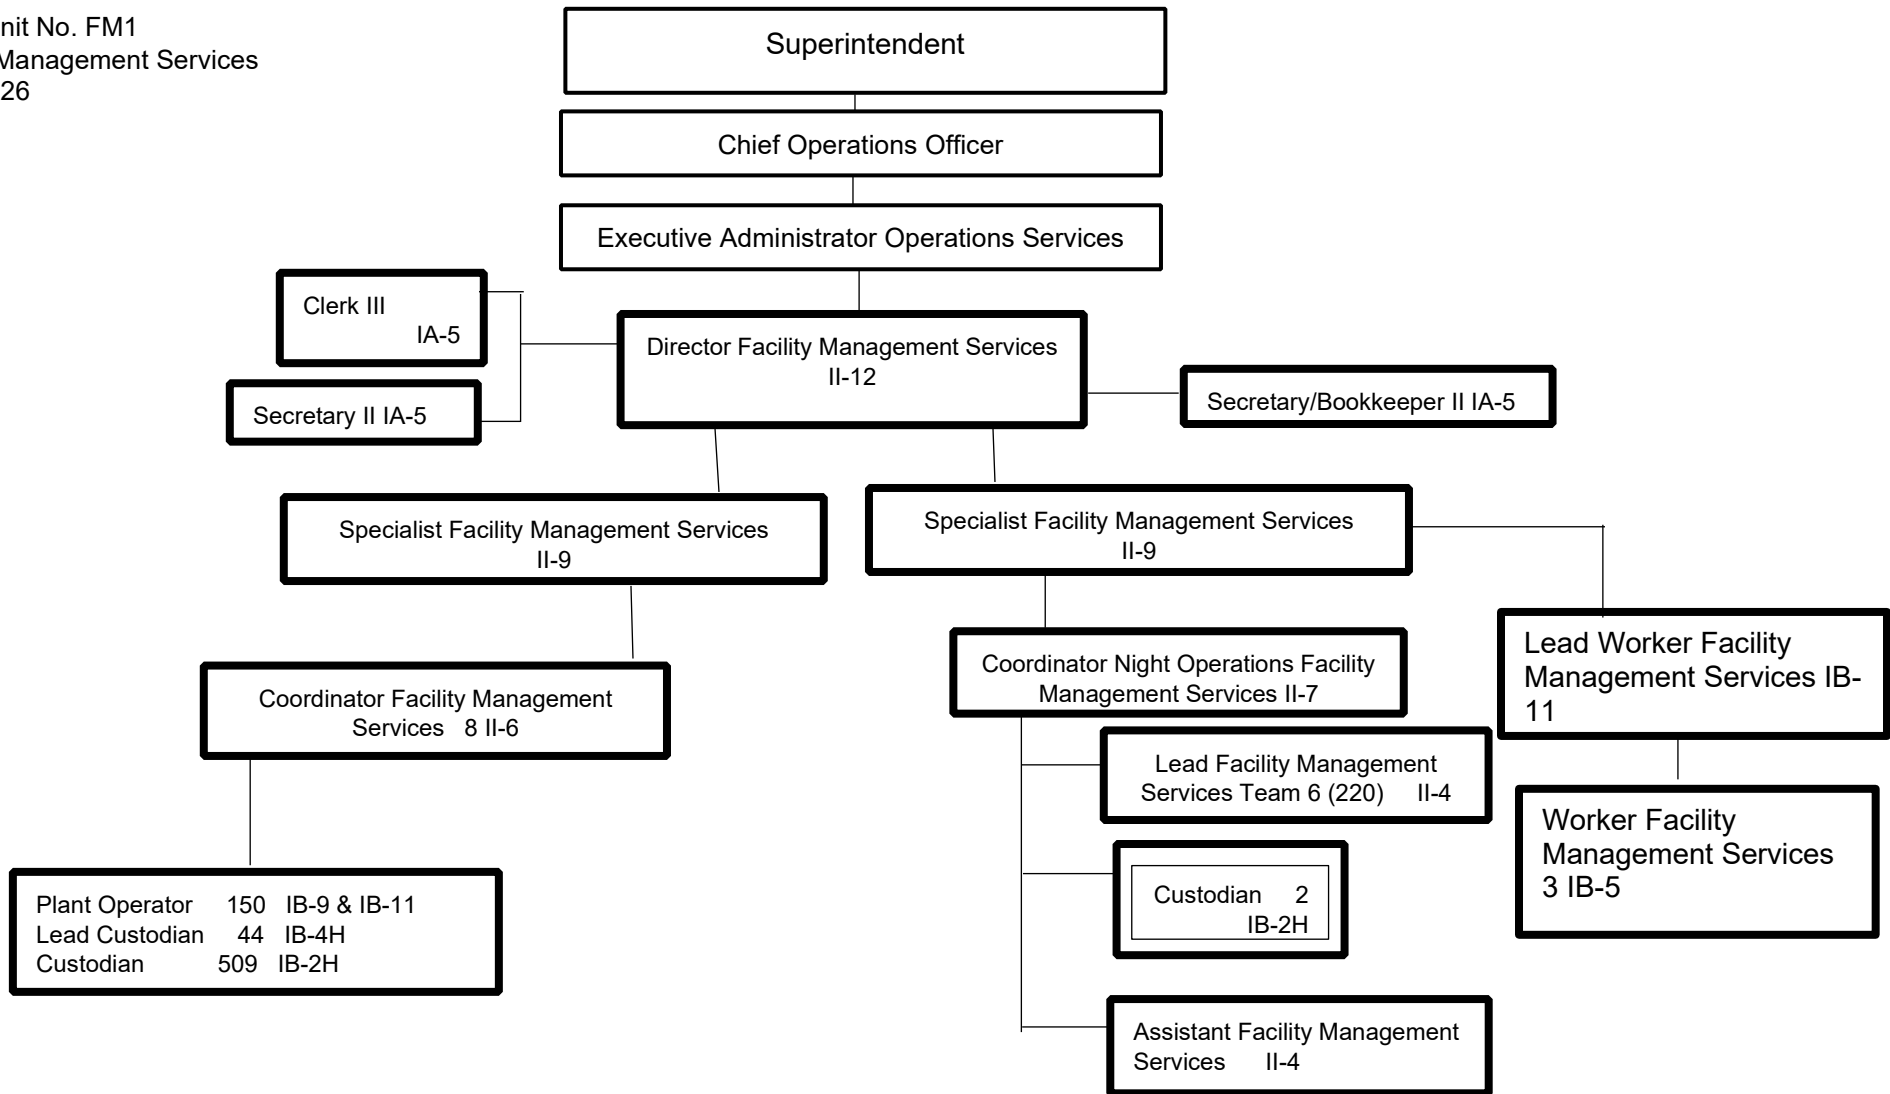 nit No. FM1
Management Services
26
Superintendent
Chief Operations Officer
Executive Administrator Operations Services
Clerk III
IA-5
Director Facility Management Services
II-12
Secretary II IA-5
Secretary/Bookkeeper II IA-5
Specialist Facility Management Services
II-9
Specialist Facility Management Services
II-9
Coordinator Facility Management
Services 8 II-6
Coordinator Night Operations Facility
Management Services II-7
Lead Worker Facility
Management Services IB-
11
Lead Facility Management
Services Team 6 (220) II-4
Worker Facility
Management Services
3 IB-5
Plant Operator 150 IB-9 & IB-11
Lead Custodian 44 IB-4H
Custodian 509 IB-2H
Custodian 2
IB-2H
Assistant Facility Management
Services II-4